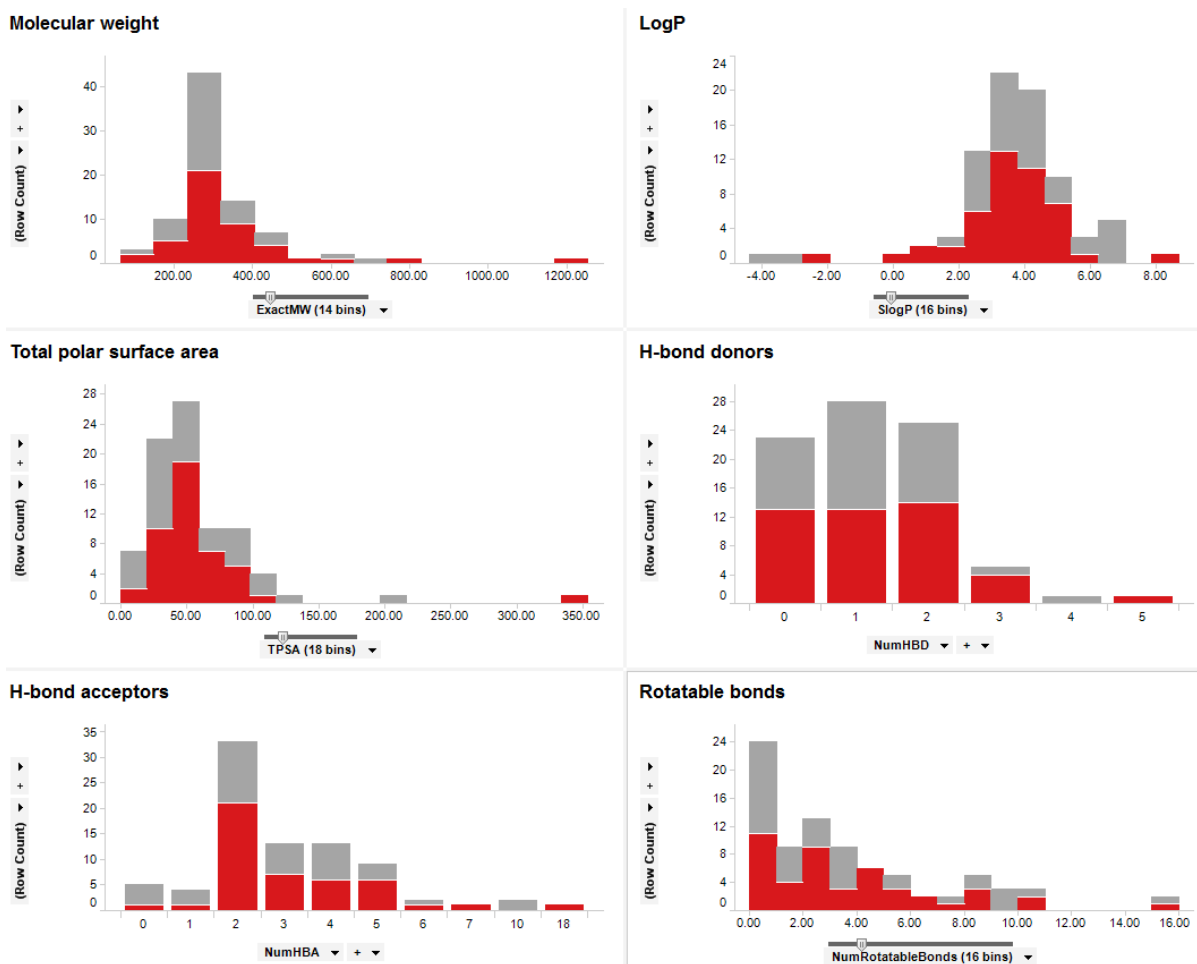 Molecular weight
(Row Count)
+
40
30
20
10
0
200.00 400.00 600.00 800.00 1000.00 1200.00
ExactMW (14 bins)
LogP
(Row Count)
+
24
20
16
12
8
4
0
-4.00 -2.00 0.00 2.00 4.00 6.00 8.00
SlogP (16 bins)
Total polar surface area
(Row Count)
+
28
24
20
16
12
8
4
0
0.00 50.00 100.00 150.00 200.00 250.00 300.00 350.00
TPSA (18 bins)
H-bond donors
(Row Count)
+
28
24
20
16
12
8
4
0
0 1 2 3 4 5
NumHBD +
H-bond acceptors
(Row Count)
+
35
30
25
20
15
10
5
0
0 1 2 3 4 5 6 7 10 18
NumHBA +
Rotatable bonds
(Row Count)
+
24
20
16
12
8
4
0
0.00 2.00 4.00 6.00 8.00 10.00 12.00 14.00 16.00
NumRotatableBonds (16 bins)